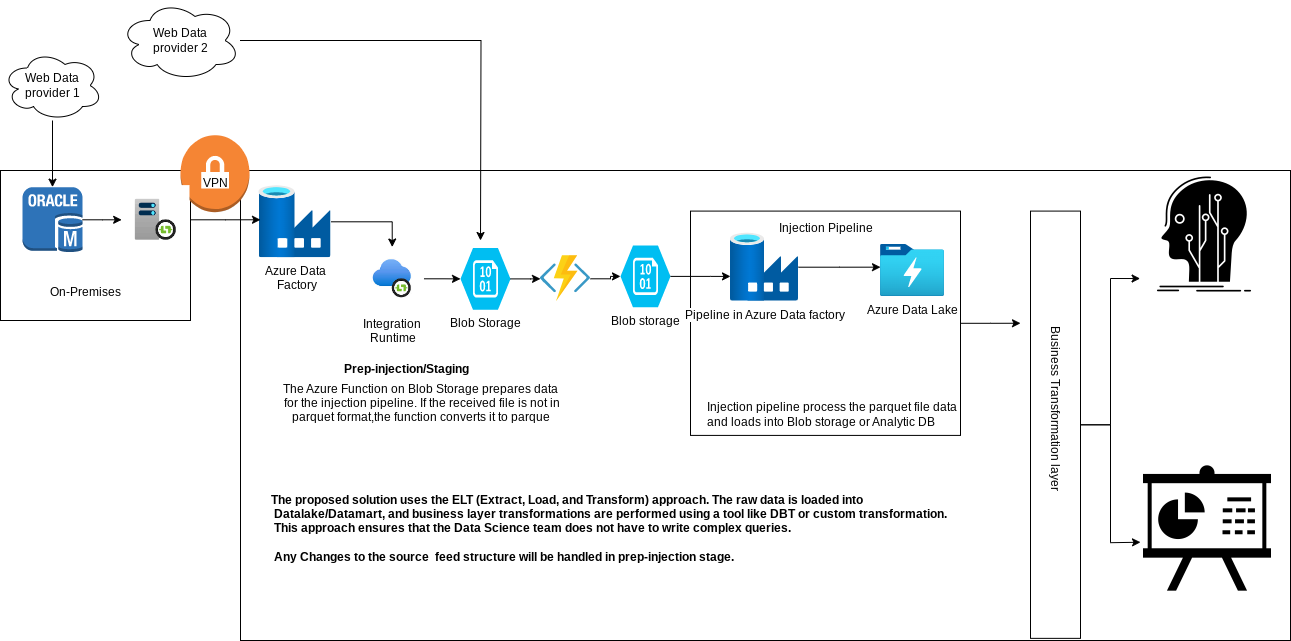 Web Data
provider 2
Web Data
provider 1
VPN
ORACLE
M
On-Premises
Azure Data
Factory
Integration
Runtime
10
01
Blob Storage
10
01
Blob storage
Injection Pipeline
Pipeline in Azure Data factory
Azure Data Lake
Pre-injection/Staging
The Azure Function on Blob Storage prepares data
for the injection pipeline. If the received file is not in
parquet format,the function converts it to parque
Injection pipeline process the parquet file data
and loads into Blob storage or Analytic DB
Business Transformation layer
The proposed solution uses the ELT (Extract, Load, and Transform) approach. The raw data is loaded into
Datalake/Datamart, and business layer transformations are performed using a tool like DBT or custom transformation.
This approach ensures that the Data Science team does not have to write complex queries.
Any Changes to the source  feed structure will be handled in prep-injection stage.